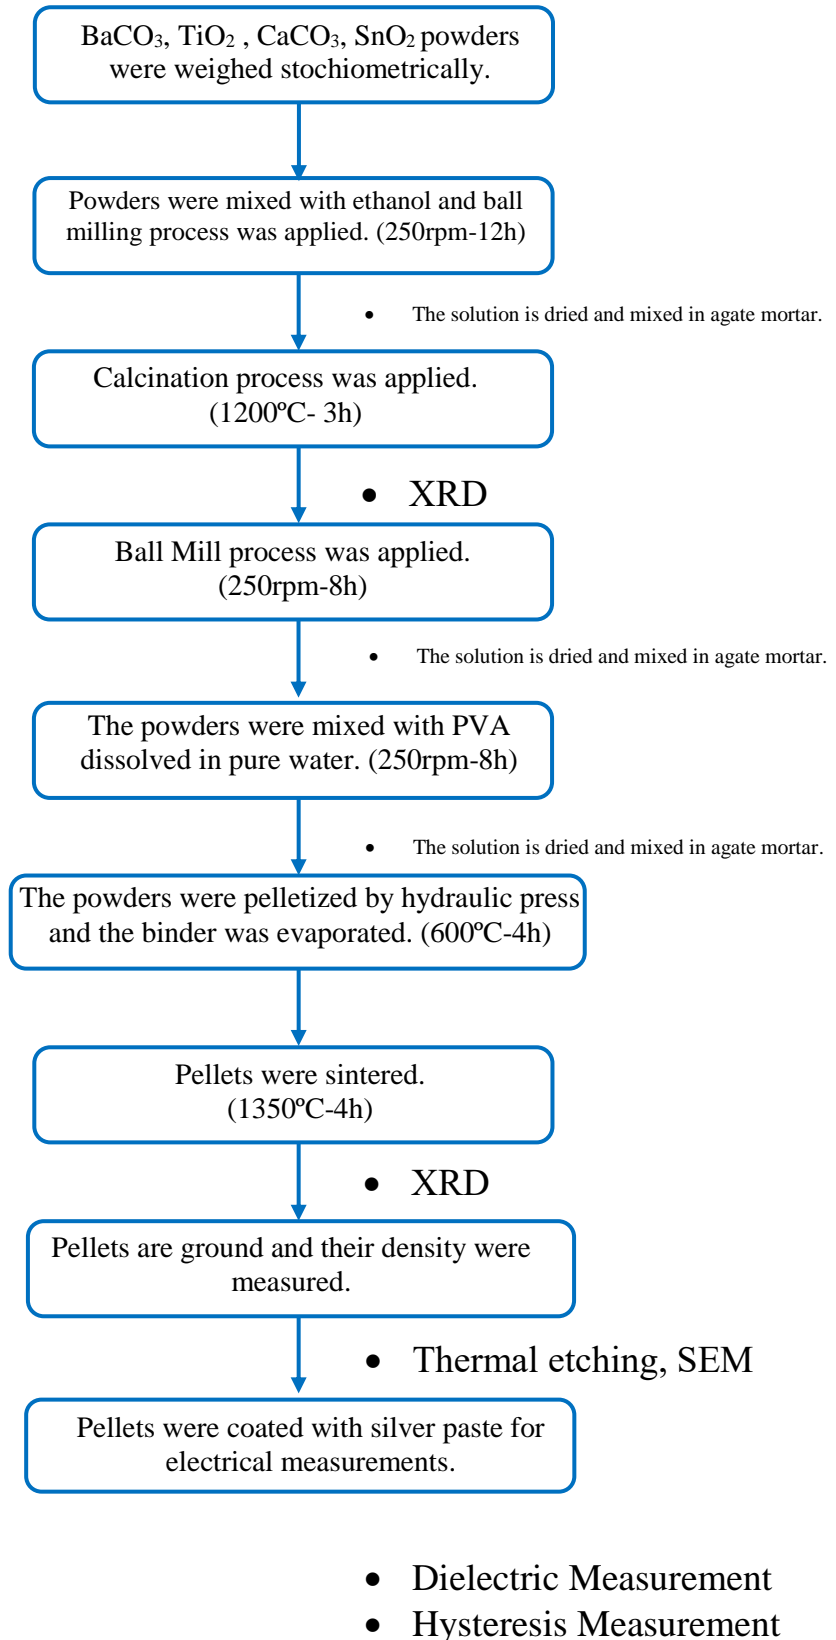 BaCO₃, TiO₂ , CaCO₃, SnO₂ powders
were weighed stochiometrically.
Powders were mixed with ethanol and ball
milling process was applied. (250rpm-12h)
• The solution is dried and mixed in agate mortar.
Calcination process was applied.
(1200ºC- 3h)
• XRD
Ball Mill process was applied.
(250rpm-8h)
• The solution is dried and mixed in agate mortar.
The powders were mixed with PVA
dissolved in pure water. (250rpm-8h)
• The solution is dried and mixed in agate mortar.
The powders were pelletized by hydraulic press
and the binder was evaporated. (600ºC-4h)
Pellets were sintered.
(1350ºC-4h)
• XRD
Pellets are ground and their density were
measured.
• Thermal etching, SEM
Pellets were coated with silver paste for
electrical measurements.
• Dielectric Measurement
• Hysteresis Measurement